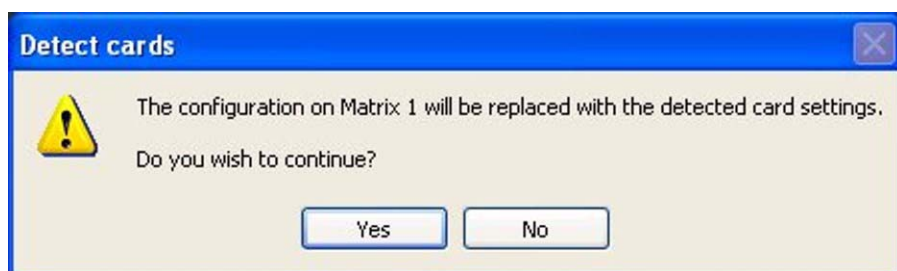 Detect cards
The configuration on Matrix 1 will be replaced with the detected card settings.
Do you wish to continue?
Yes
No